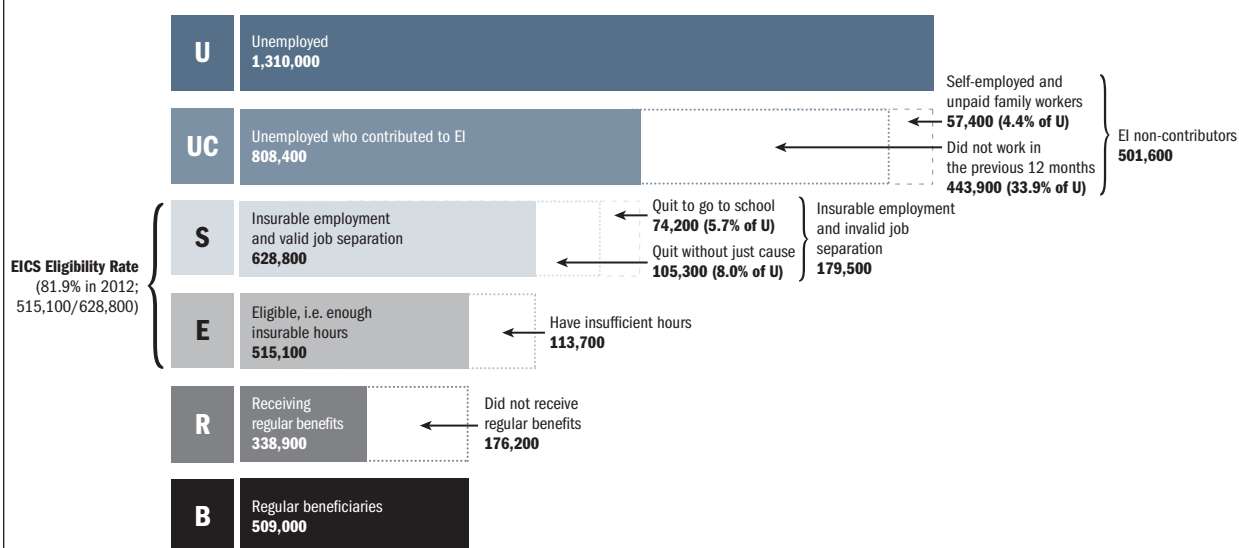 U
Unemployed
1,310,000
Self-employed and
unpaid family workers
57,400 (4.4% of U)
Did not work in
the previous 12 months
443,900 (33.9% of U)
EI non-contributors
501,600
UC
Unemployed who contributed to EI
808,400
EICS Eligibility Rate
(81.9% in 2012;
515,100/628,800)
S
Insurable employment
and valid job separation
628,800
Quit to go to school
74,200 (5.7% of U)
Quit without just cause
105,300 (8.0% of U)
Insurable employment
and invalid job
separation
179,500
E
Eligible, i.e. enough
insurable hours
515,100
Have insufficient hours
113,700
R
Receiving
regular benefits
338,900
Did not receive
regular benefits
176,200
B
Regular beneficiaries
509,000